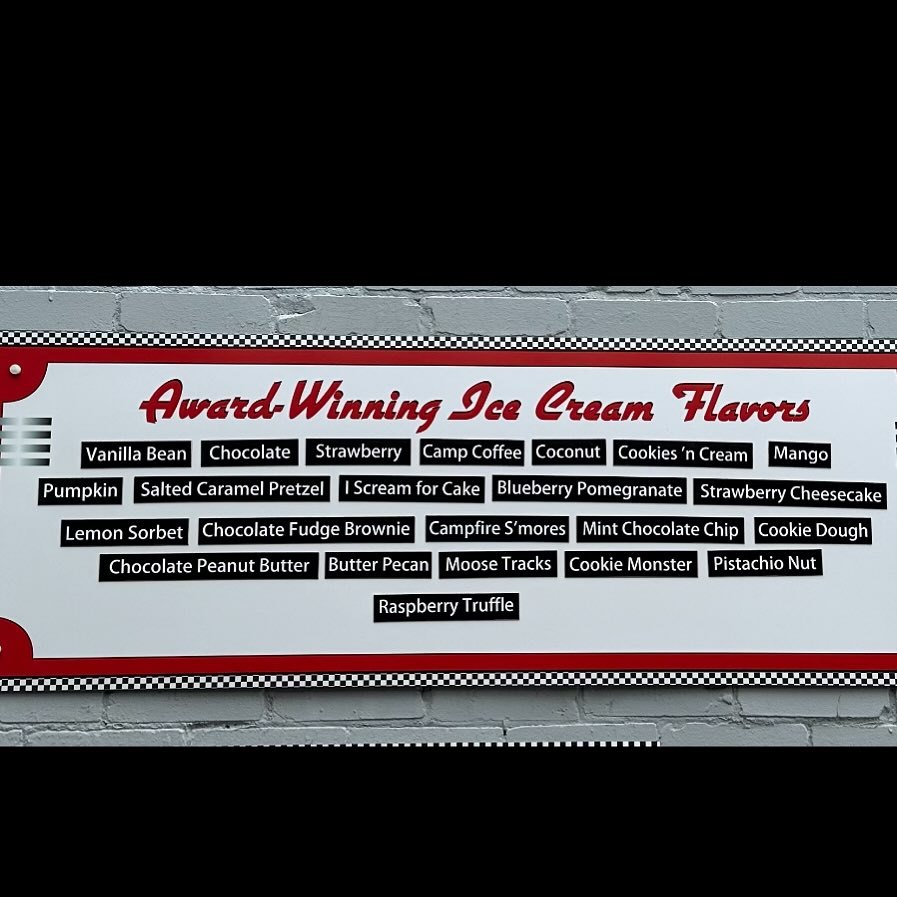 Award-Winning Ice Cream Flavors
Vanilla Bean Chocolate Strawberry Camp Coffee Coconut Cookies 'n Cream Mango
Pumpkin Salted Caramel Pretzel I Scream for Cake Blueberry Pomegranate Strawberry Cheesecake
Lemon Sorbet Chocolate Fudge Brownie Campfire S'mores Mint Chocolate Chip Cookie Dough
Chocolate Peanut Butter Butter Pecan Moose Tracks Cookie Monster Pistachio Nut
Raspberry Truffle